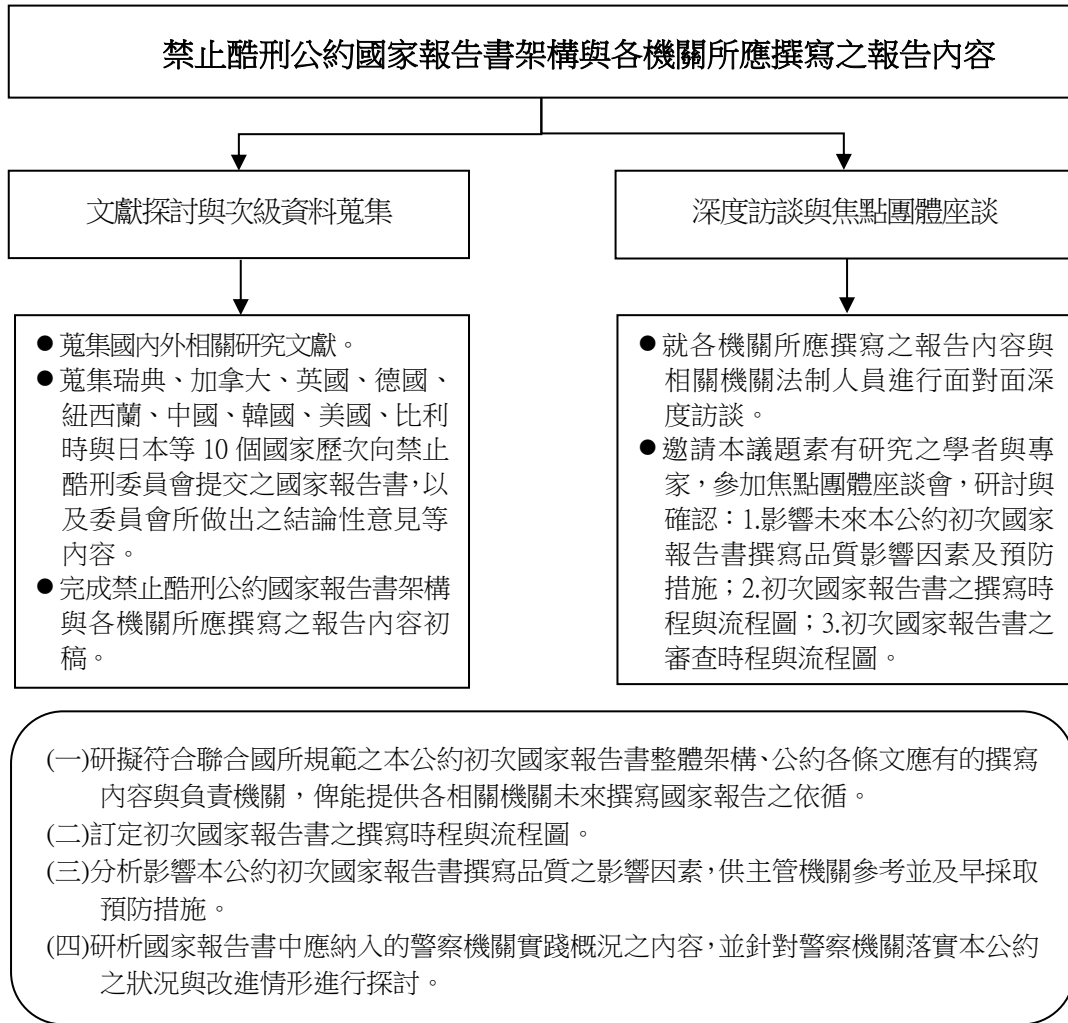 禁止酷刑公約國家報告書架構與各機關所應撰寫之報告內容
文獻探討與次級資料蒐集
深度訪談與焦點團體座談
●蒐集國內外相關研究文獻。
●蒐集瑞典、加拿大、英國、德國、
紐西蘭、中國、韓國、美國、比利
時與日本等 10 個國家歷次向禁止
酷刑委員會提交之國家報告書，以
及委員會所做出之結論性意見等
內容。
●完成禁止酷刑公約國家報告書架構
與各機關所應撰寫之報告內容初
稿。
●就各機關所應撰寫之報告內容與
相關機關法制人員進行面對面深
度訪談。
●邀請本議題素有研究之學者與專
家，參加焦點團體座談會，研討與
確認：1.影響未來本公約初次國家
報告書撰寫品質影響因素及預防
措施；2.初次國家報告書之撰寫時
程與流程圖；3.初次國家報告書之
審查時程與流程圖。
(一)研擬符合聯合國所規範之本公約初次國家報告書整體架構、公約各條文應有的撰寫
內容與負責機關，俾能提供各相關機關未來撰寫國家報告之依循。
(二)訂定初次國家報告書之撰寫時程與流程圖。
(三)分析影響本公約初次國家報告書撰寫品質之影響因素，供主管機關參考並及早採取
預防措施。
(四)研析國家報告書中應納入的警察機關實踐概況之內容，並針對警察機關落實本公約
之狀況與改進情形進行探討。